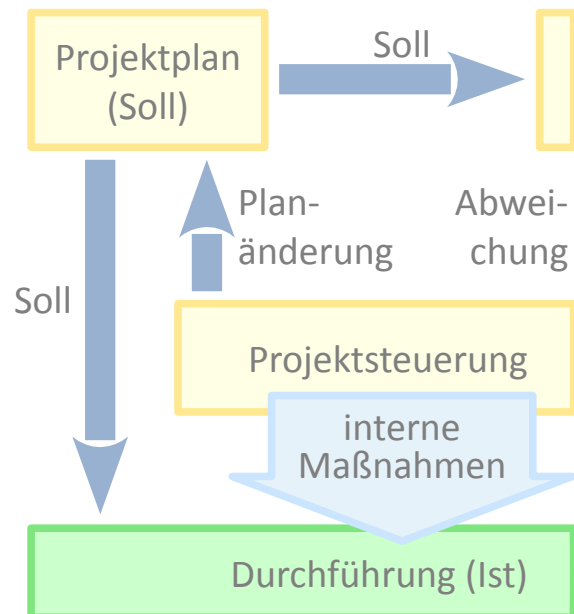 Projektplan
(Soll)
Soll
Plan-
änderung
Abwei-
chung
Soll
Projektsteuerung
interne
Maßnahmen
Durchführung (Ist)